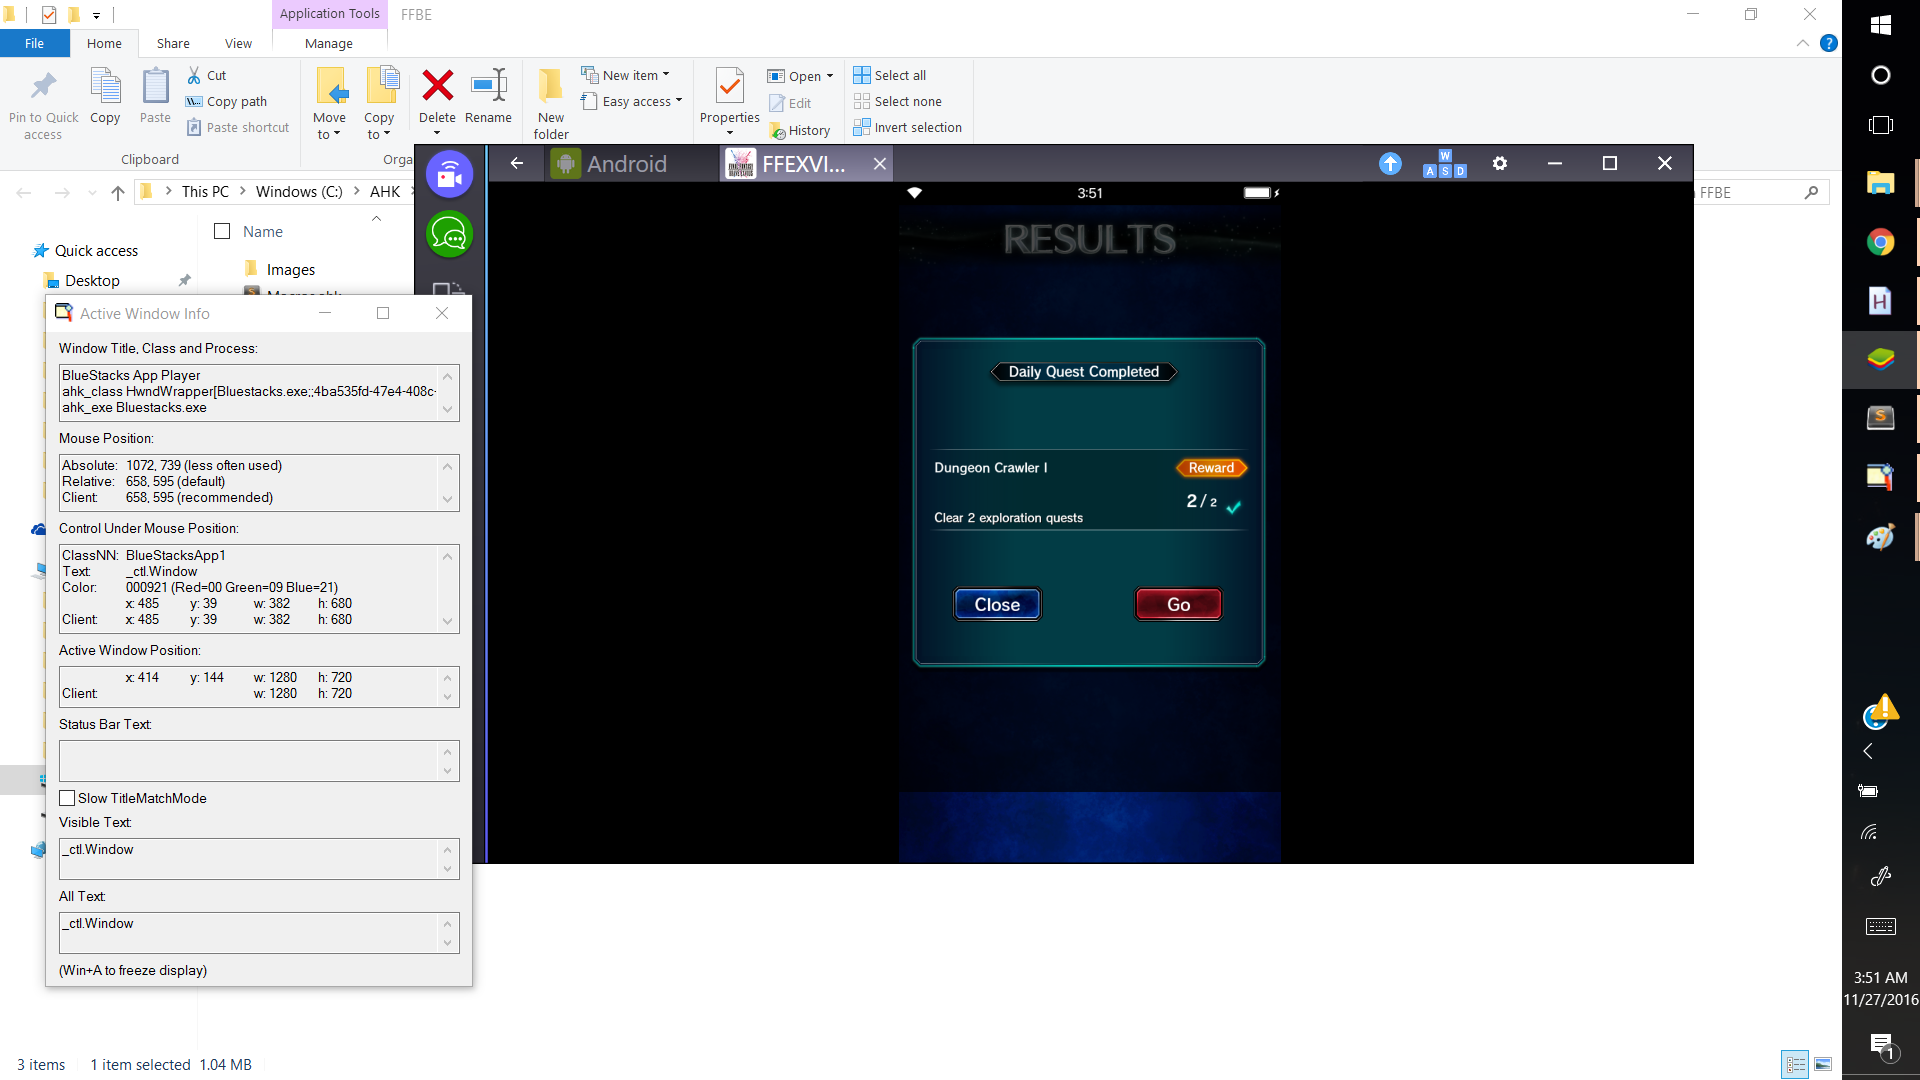 Application Tools
FFBE
File
Home
Share
View
Manage
Pin to Quick access
Copy
Paste
Cut
Copy path
Paste shortcut
Clipboard
Move to
Copy to
Delete
Rename
New folder
New item
Easy access
Properties
Open
Edit
History
Select all
Select none
Invert selection
This PC
Windows (C:)
AHK
FFBE
Quick access
Desktop
Name
Images
Android
FFEXVI...
W
A S D
3:51
RESULTS
Daily Quest Completed
Dungeon Crawler I
Reward
2/2
Clear 2 exploration quests
Close
Go
Active Window Info
Window Title, Class and Process:
BlueStacks App Player
ahk_class HwndWrapper[Bluestacks.exe;;4ba535fd-47e4-408c-
ahk_exe Bluestacks.exe
Mouse Position:
Absolute: 1072, 739 (less often used)
Relative: 658, 595 (default)
Client: 658, 595 (recommended)
Control Under Mouse Position:
ClassNN: BlueStacksApp1
Text: _ctl.Window
Color: 000921 (Red=00 Green=09 Blue=21)
x: 485 y: 39 w: 382 h: 680
Client: x: 485 y: 39 w: 382 h: 680
Active Window Position:
x: 414 y: 144 w: 1280 h: 720
Client: w: 1280 h: 720
Status Bar Text:
Slow TitleMatchMode
Visible Text:
_ctl.Window
All Text:
_ctl.Window
(Win+A to freeze display)
3 items 1 item selected 1.04 MB
3:51 AM
11/27/2016
1